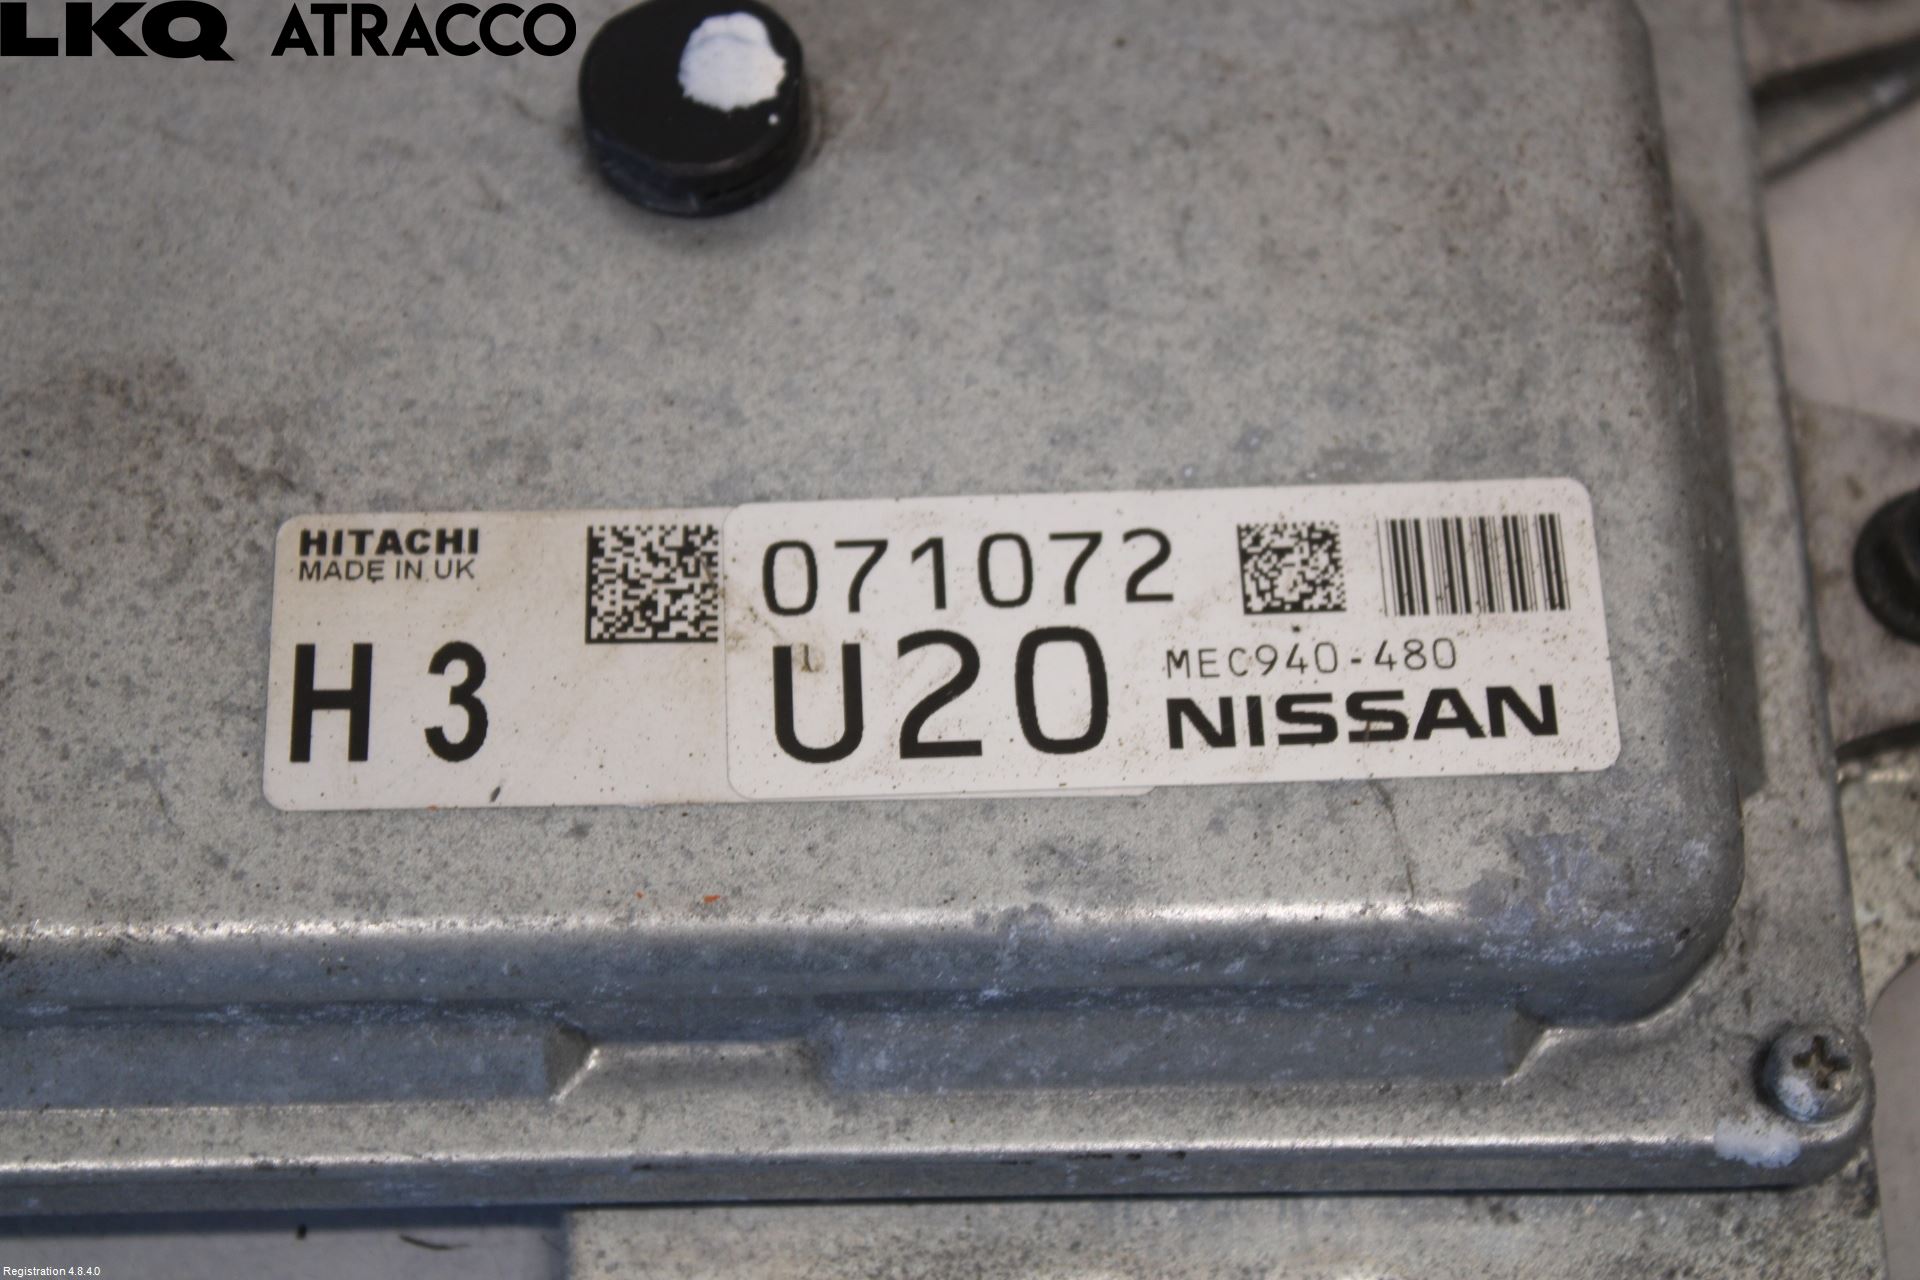 LKQ ATRACCO
HITACHI
MADE IN UK
H 3
071072
U20
MEC940-480
NISSAN
Registration 4.8.4.0